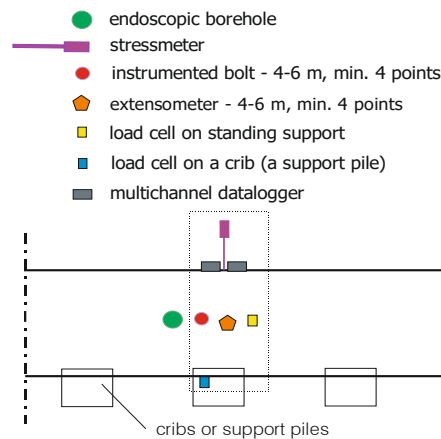 endoscopic borehole
stressmeter
instrumented bolt - 4-6 m, min. 4 points
extensometer - 4-6 m, min. 4 points
load cell on standing support
load cell on a crib (a support pile)
multichannel datalogger
cribs or support piles